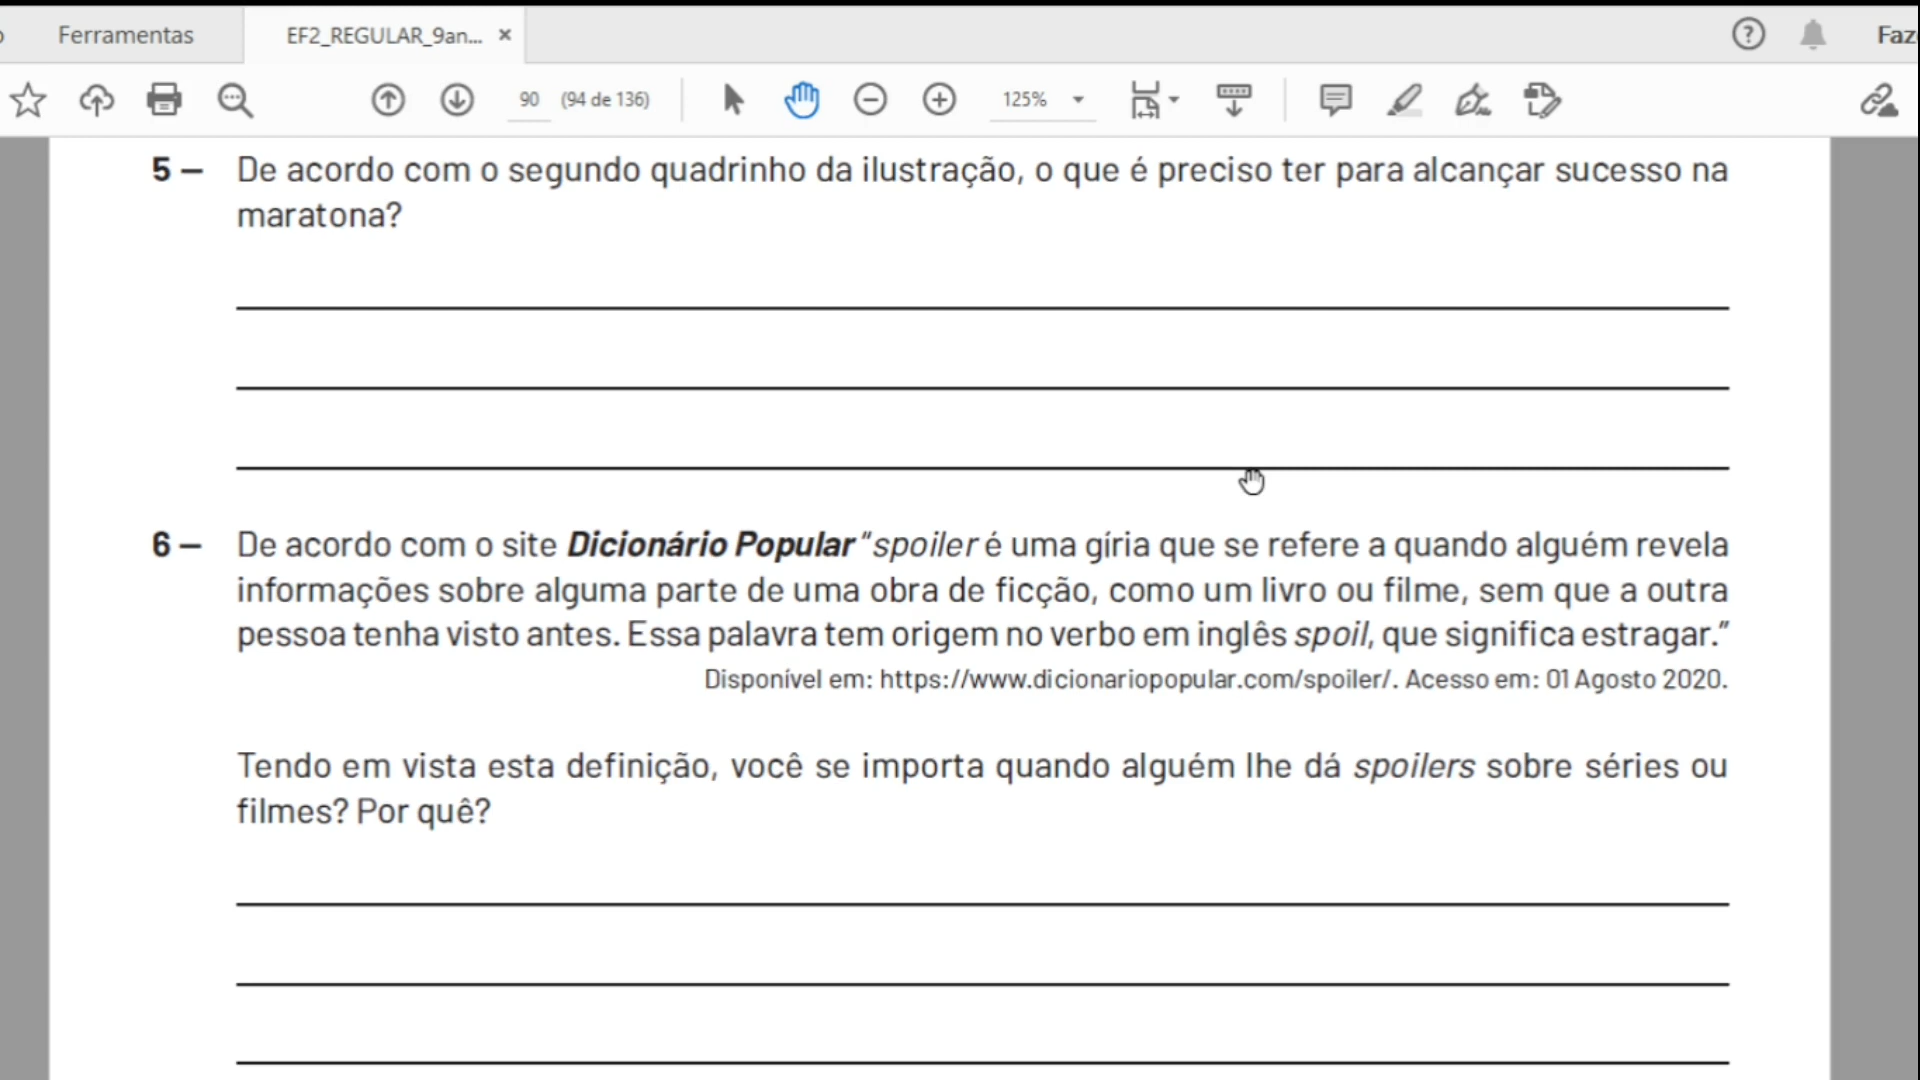 Ferramentas
EF2_REGULAR_9an... ×
90 (94 de 136)
125%
5 – De acordo com o segundo quadrinho da ilustração, o que é preciso ter para alcançar sucesso na
maratona?
6 – De acordo com o site Dicionário Popular "spoiler é uma gíria que se refere a quando alguém revela
informações sobre alguma parte de uma obra de ficção, como um livro ou filme, sem que a outra
pessoa tenha visto antes. Essa palavra tem origem no verbo em inglês spoil, que significa estragar."
Disponível em: https://www.dicionariopopular.com/spoiler/. Acesso em: 01 Agosto 2020.
Tendo em vista esta definição, você se importa quando alguém lhe dá spoilers sobre séries ou
filmes? Por quê?